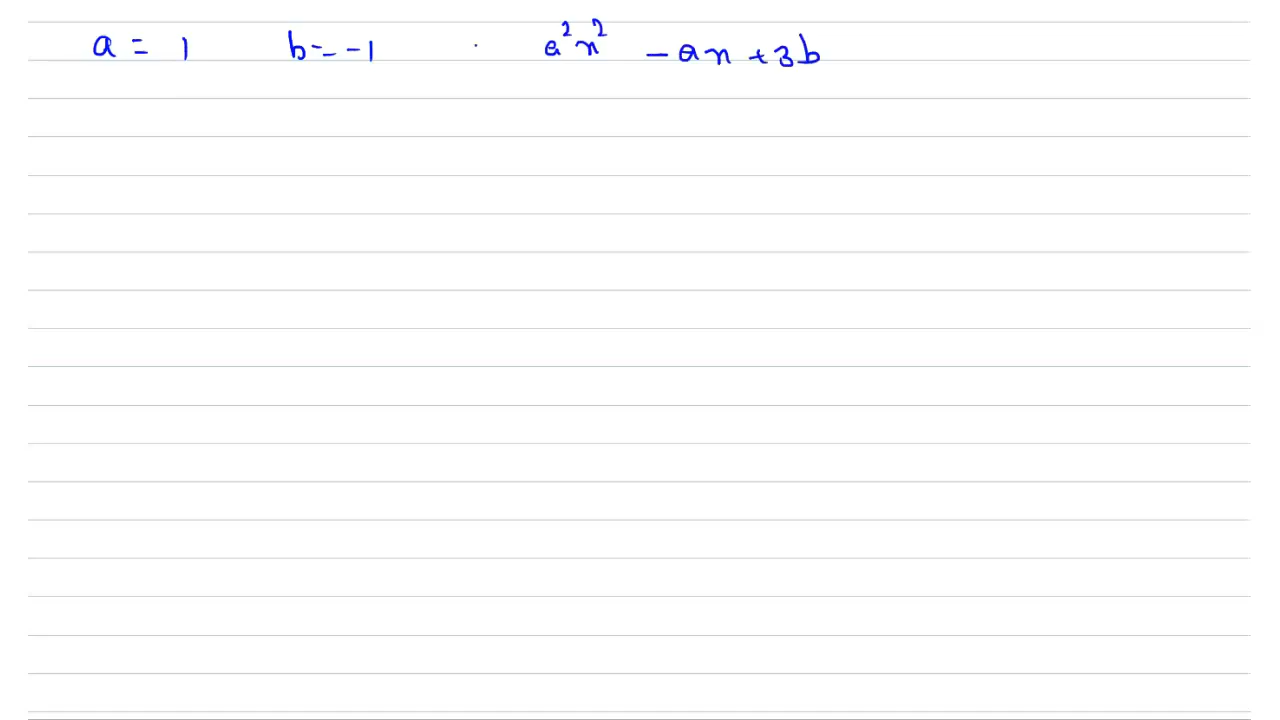 a = 1 b = -1 a²x² - ax + 3b